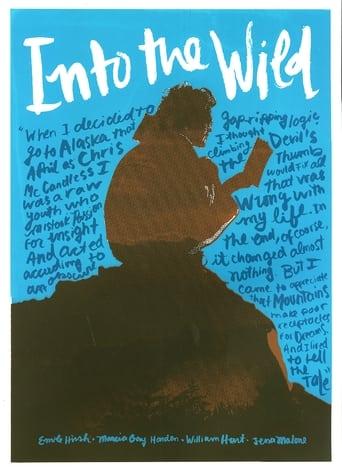 Into the Wild
"When I decided to
go to Alaska that
April as Chris
McCandless I
was a raw
youth who
mistook Passion
For insight
And acted
according to
an obscure
gap-ripping logic.
I thought
climbing
the Devil's
Thumb
would Fix all
that was
wrong with
my life. In
the end, of course,
it changed almost
nothing. But I
came to appreciate
that Mountains
make poor
receptacles
for Dreams.
And I lived
to tell
the
Tale"
Emile Hirsh • Marcia Gay Harden • William Hurt • Jena Malone